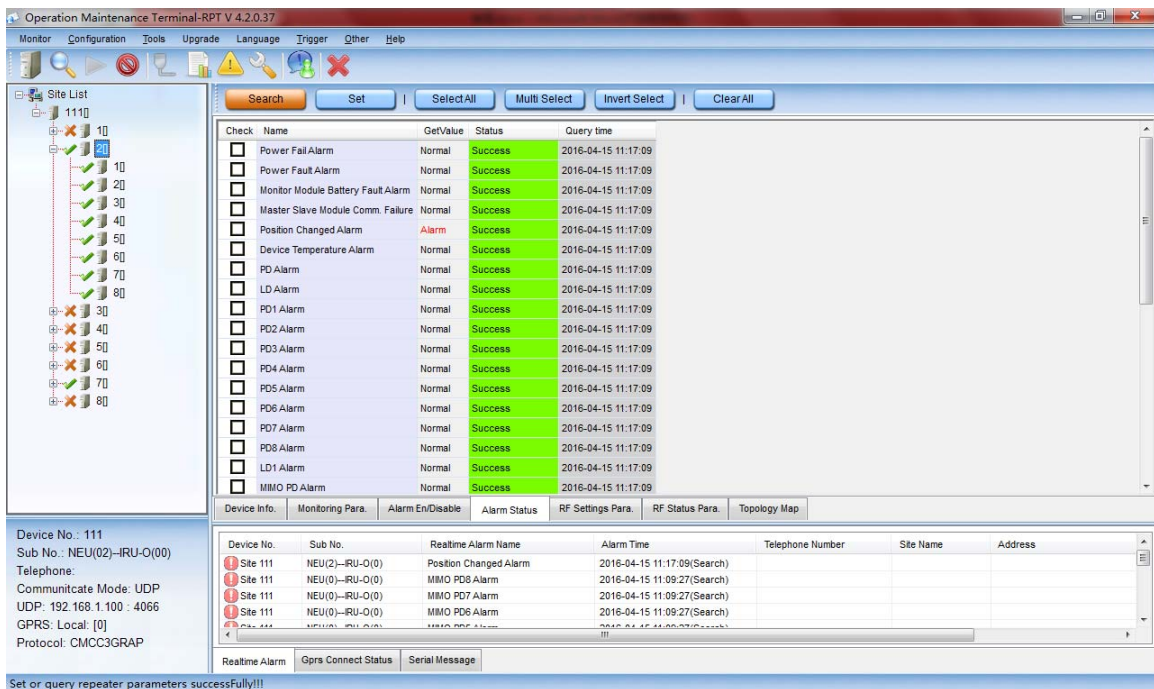 Operation Maintenance Terminal-RPT V 4.2.0.37
Monitor Configuration Tools Upgrade Language Trigger Other Help
Site List
111[]
1[]
2[]
1[]
2[]
3[]
4[]
5[]
6[]
7[]
8[]
3[]
4[]
5[]
6[]
7[]
8[]
Search Set | SelectAll Multi Select Invert Select | Clear All
Check Name GetValue Status Query time
Power Fail Alarm Normal Success 2016-04-15 11:17:09
Power Fault Alarm Normal Success 2016-04-15 11:17:09
Monitor Module Battery Fault Alarm Normal Success 2016-04-15 11:17:09
Master Slave Module Comm. Failure Normal Success 2016-04-15 11:17:09
Position Changed Alarm Alarm Success 2016-04-15 11:17:09
Device Temperature Alarm Normal Success 2016-04-15 11:17:09
PD Alarm Normal Success 2016-04-15 11:17:09
LD Alarm Normal Success 2016-04-15 11:17:09
PD1 Alarm Normal Success 2016-04-15 11:17:09
PD2 Alarm Normal Success 2016-04-15 11:17:09
PD3 Alarm Normal Success 2016-04-15 11:17:09
PD4 Alarm Normal Success 2016-04-15 11:17:09
PD5 Alarm Normal Success 2016-04-15 11:17:09
PD6 Alarm Normal Success 2016-04-15 11:17:09
PD7 Alarm Normal Success 2016-04-15 11:17:09
PD8 Alarm Normal Success 2016-04-15 11:17:09
LD1 Alarm Normal Success 2016-04-15 11:17:09
MIMO PD Alarm Normal Success 2016-04-15 11:17:09
Device Info. Monitoring Para. Alarm En/Disable Alarm Status RF Settings Para. RF Status Para. Topology Map
Device No.: 111
Sub No.: NEU(02)--IRU-O(00)
Telephone:
Communitcate Mode: UDP
UDP: 192.168.1.100 : 4066
GPRS: Local: [0]
Protocol: CMCC3GRAP
Device No. Sub No. Realtime Alarm Name Alarm Time Telephone Number Site Name Address
Site 111 NEU(2)--IRU-O(0) Position Changed Alarm 2016-04-15 11:17:09(Search)
Site 111 NEU(0)--IRU-O(0) MIMO PD8 Alarm 2016-04-15 11:09:27(Search)
Site 111 NEU(0)--IRU-O(0) MIMO PD7 Alarm 2016-04-15 11:09:27(Search)
Site 111 NEU(0)--IRU-O(0) MIMO PD6 Alarm 2016-04-15 11:09:27(Search)
Realtime Alarm Gprs Connect Status Serial Message
Set or query repeater parameters succesFully!!!